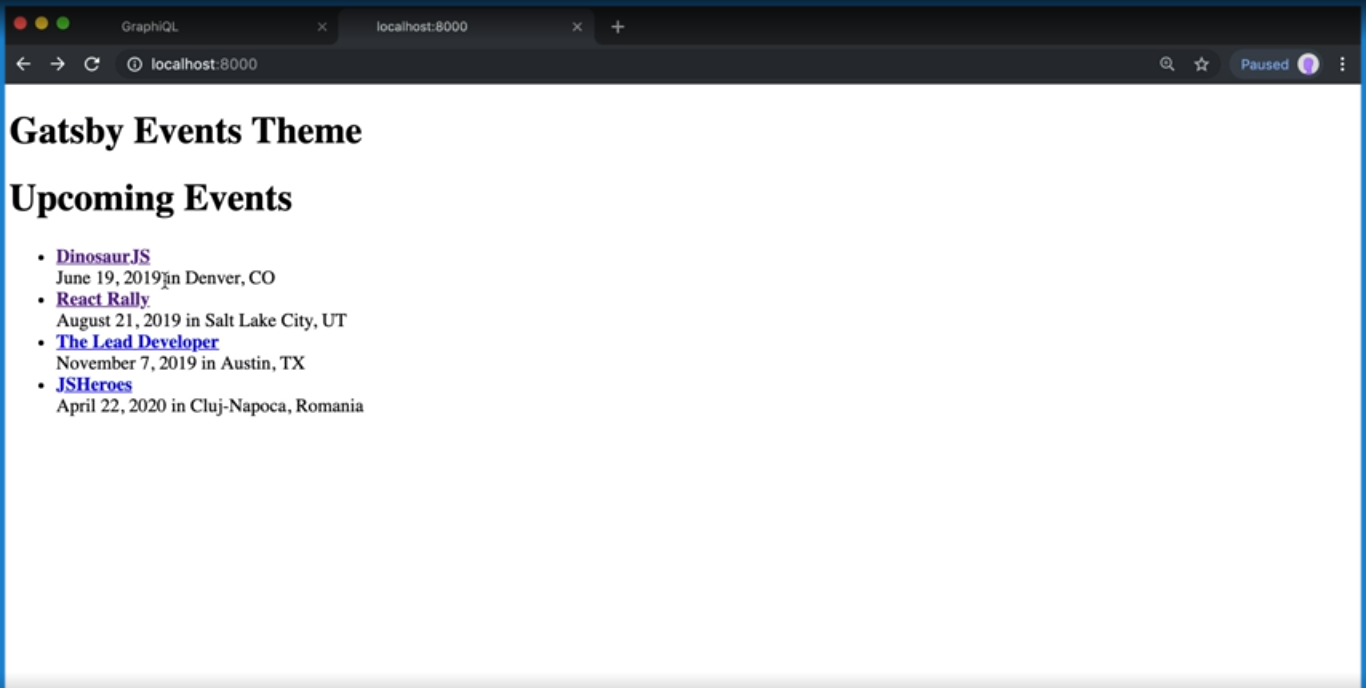 GraphiQL
localhost:8000
localhost:8000
Paused
Gatsby Events Theme
Upcoming Events
DinosaurJS
June 19, 2019 in Denver, CO
React Rally
August 21, 2019 in Salt Lake City, UT
The Lead Developer
November 7, 2019 in Austin, TX
JSHeroes
April 22, 2020 in Cluj-Napoca, Romania